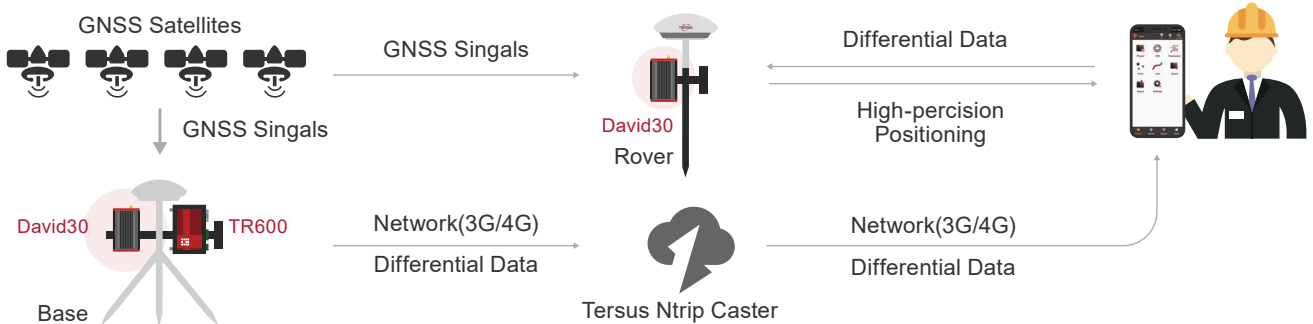 GNSS Satellites
GNSS Singals
GNSS Singals
TERSUS
David30
Rover
Differential Data
High-percision
Positioning
David30
TR600
Base
Network(3G/4G)
Differential Data
Tersus Ntrip Caster
Network(3G/4G)
Differential Data